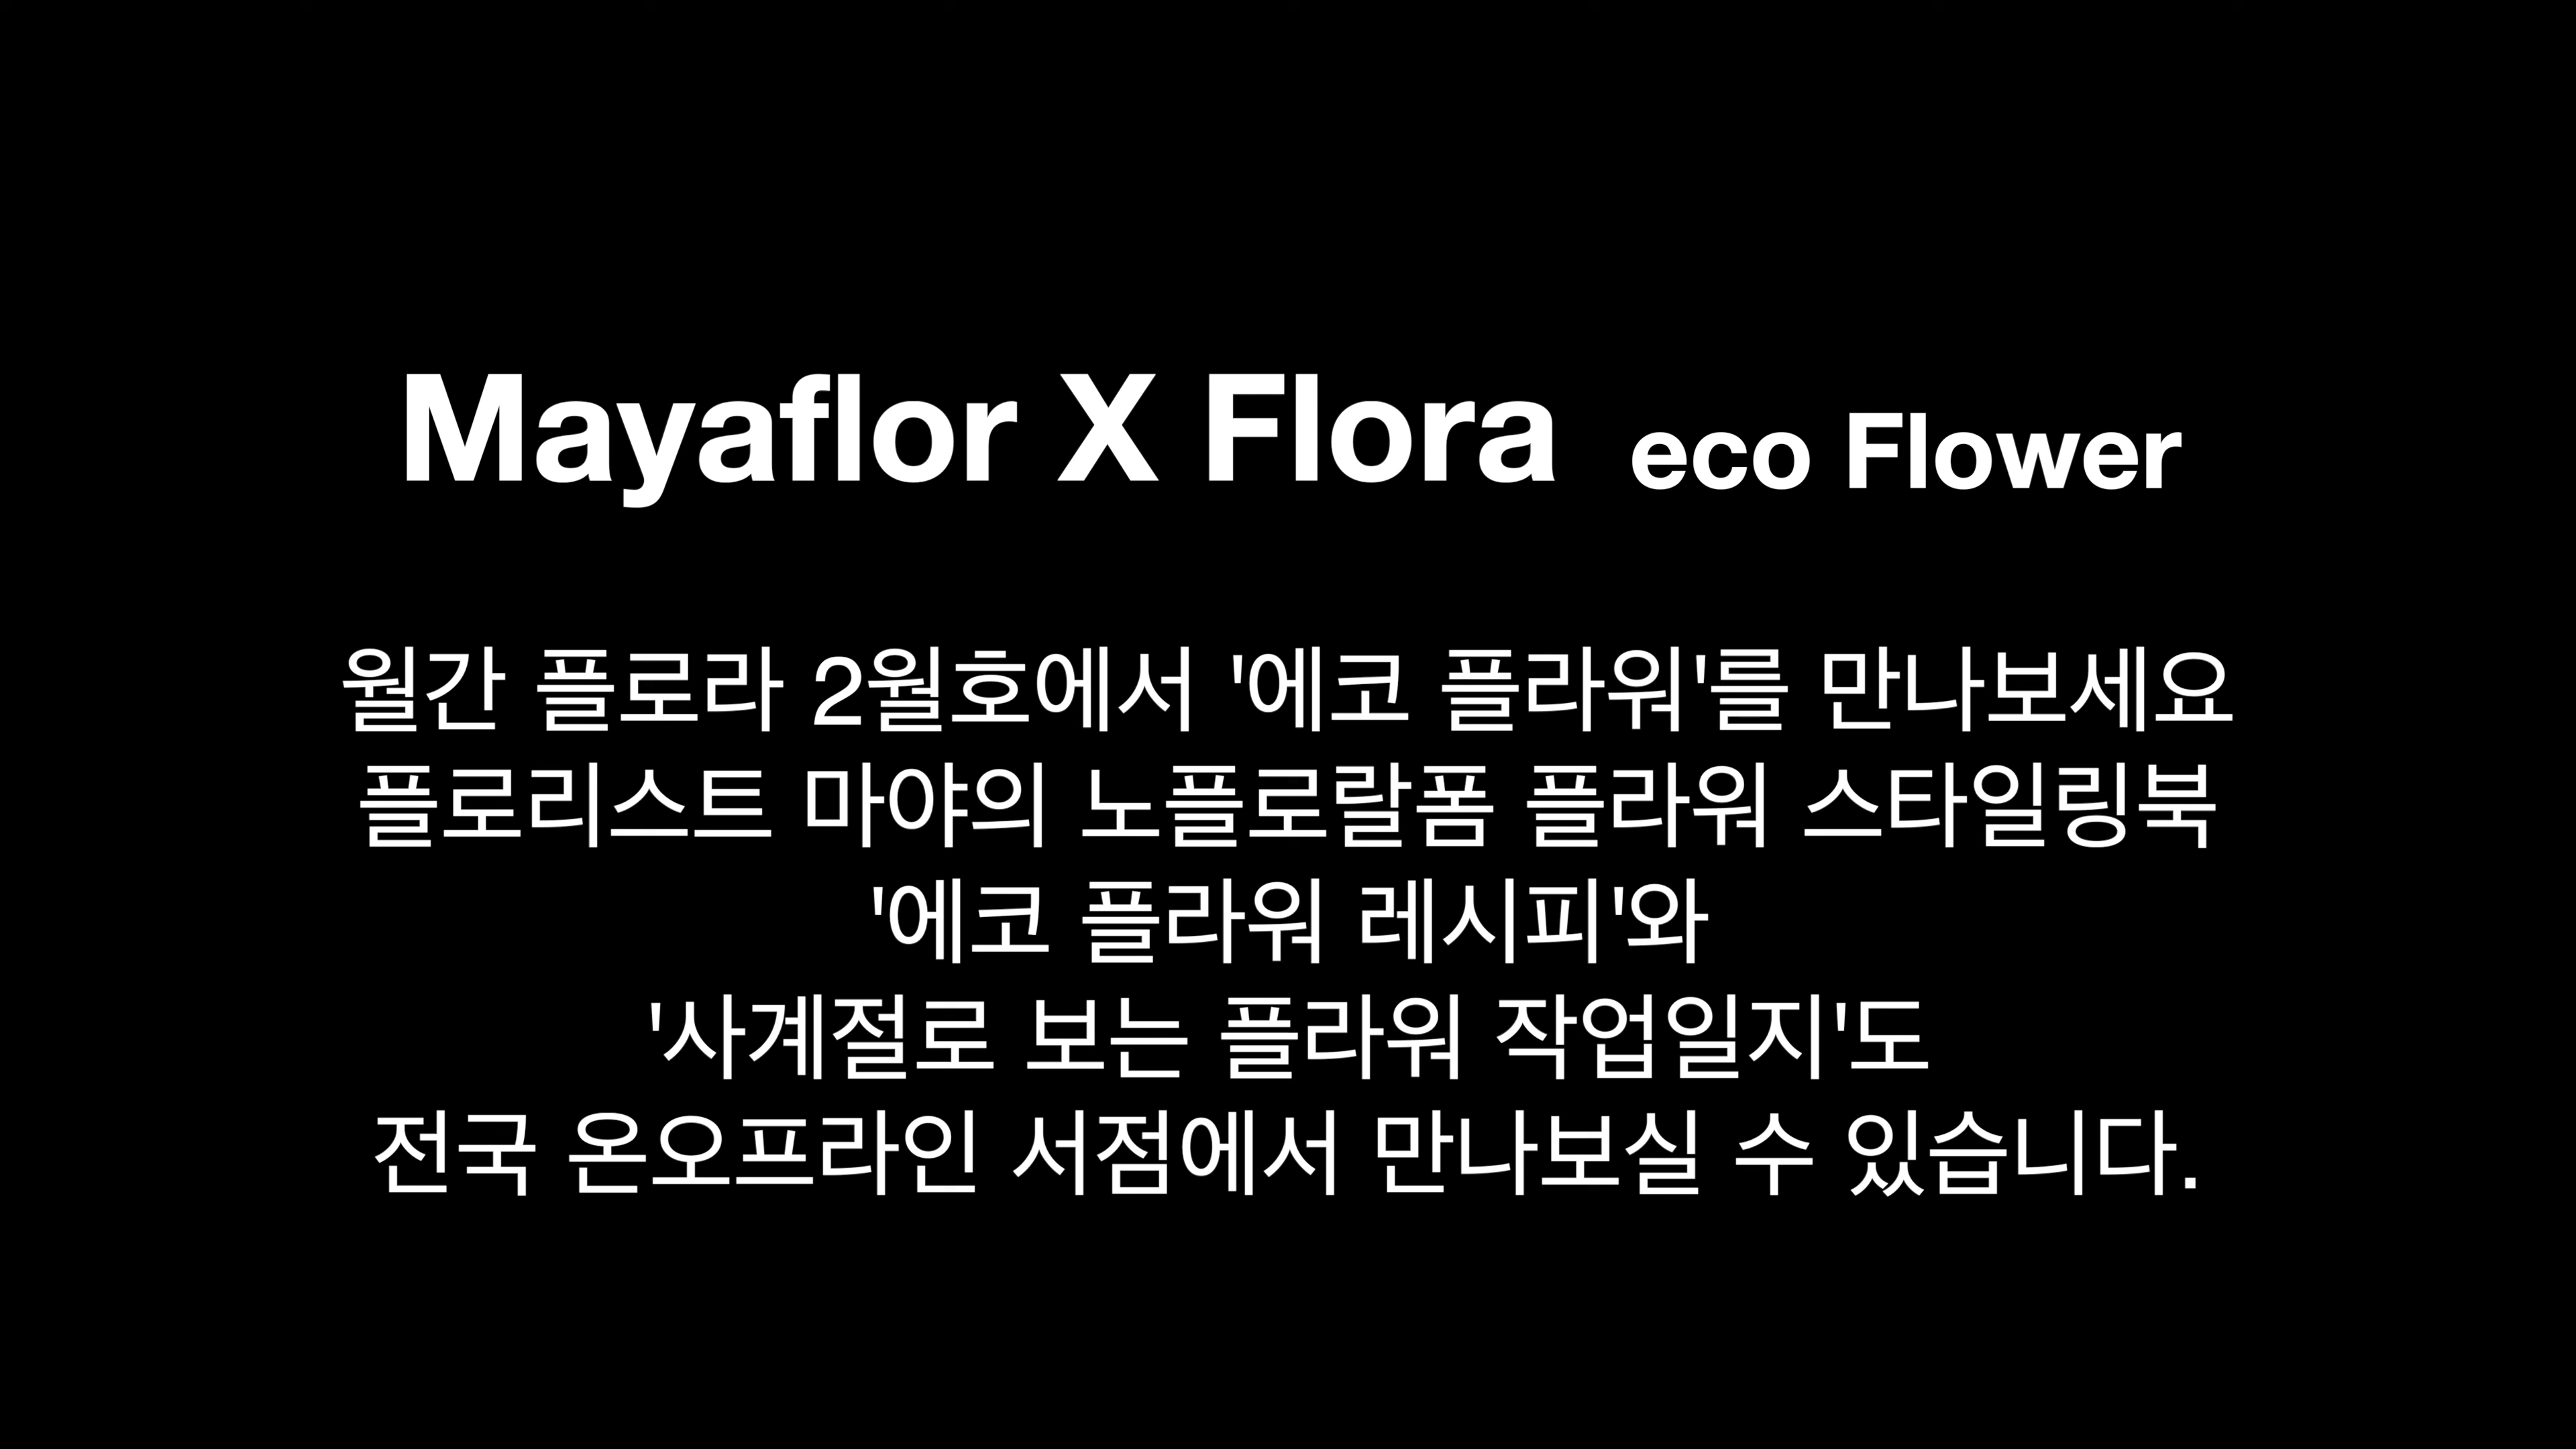 Mayaflor X Flora eco Flower
월간 플로라 2월호에서 '에코 플라워'를 만나보세요
플로리스트 마야의 노플로랄폼 플라워 스타일링북
'에코 플라워 레시피'와
'사계절로 보는 플라워 작업일지'도
전국 온오프라인 서점에서 만나보실 수 있습니다.